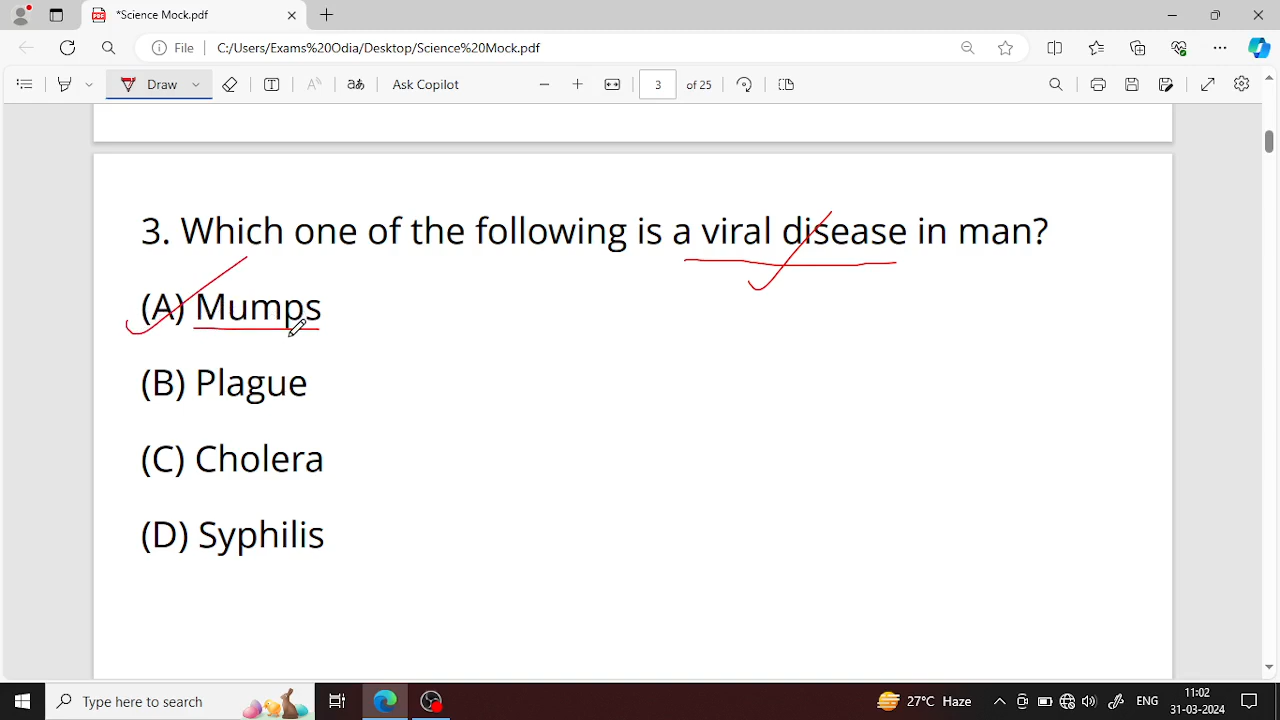 *Science Mock.pdf
File
C:/Users/Exams%20Odia/Desktop/Science%20Mock.pdf
Draw
aあ
Ask Copilot
3 of 25
3. Which one of the following is a viral disease in man?
(A) Mumps
(B) Plague
(C) Cholera
(D) Syphilis
Type here to search
27°C Haze
ENG
11:02
31-03-2024